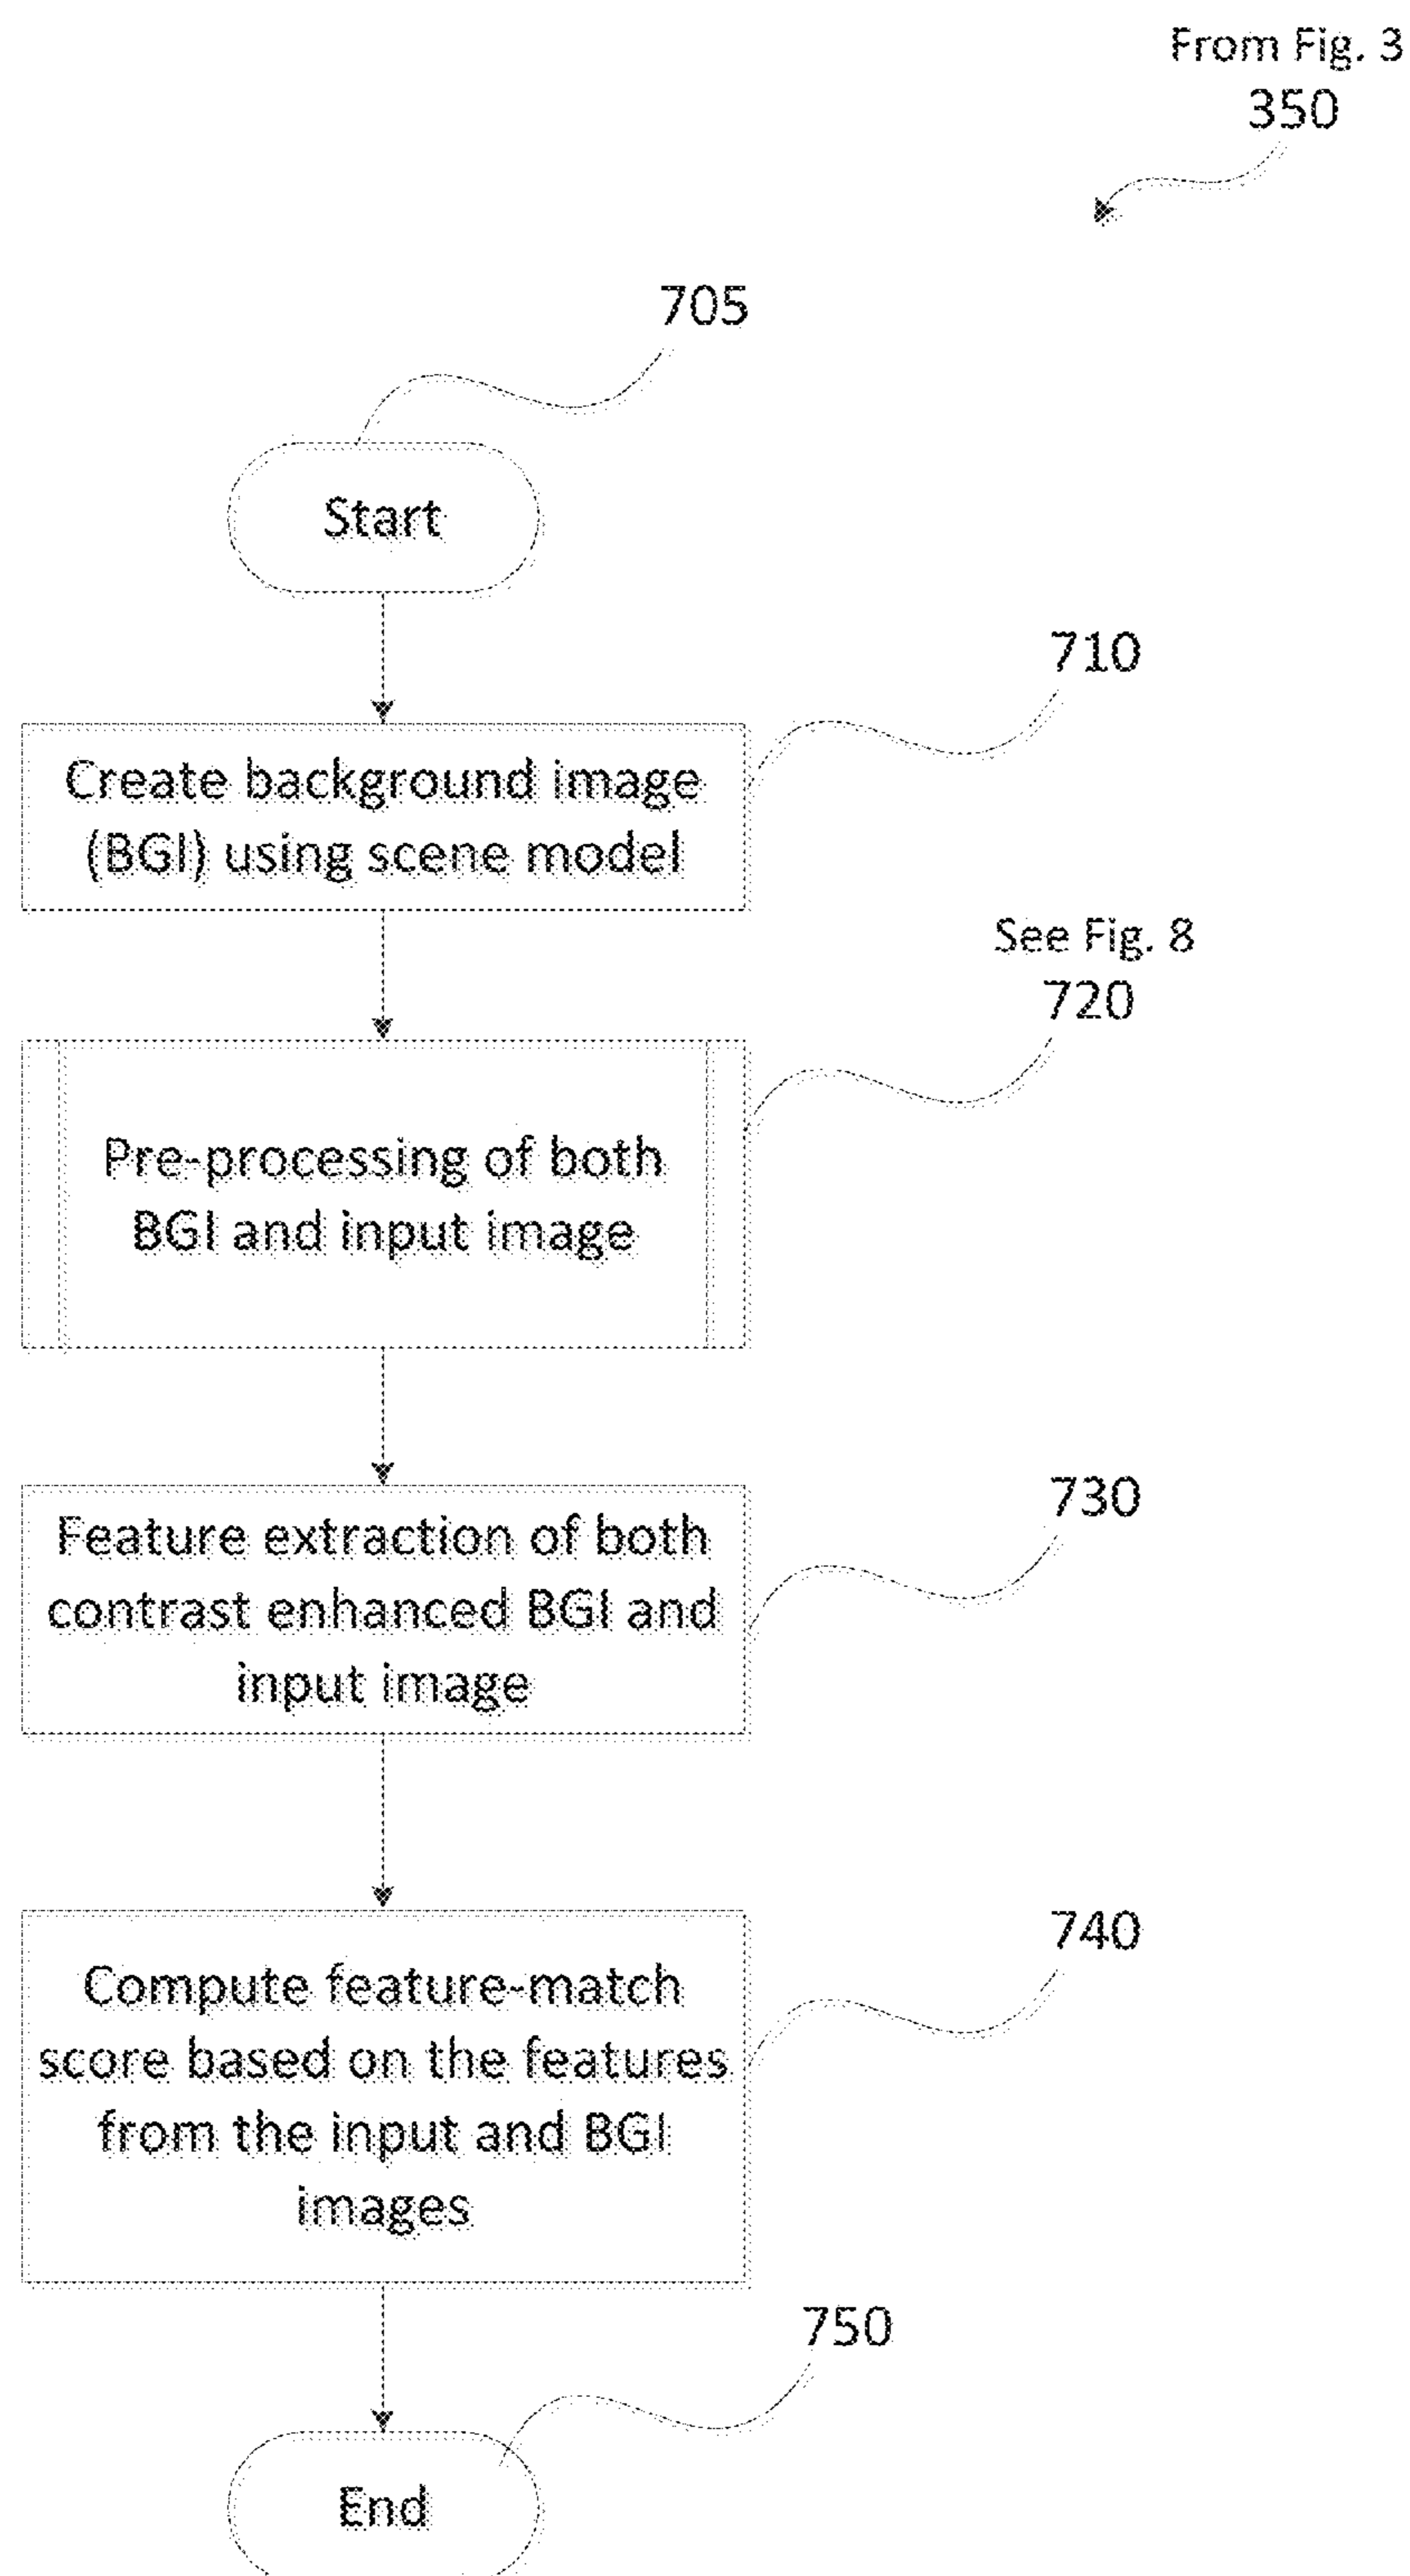 From Fig. 3
350
705
Start
710
Create background image
(BGI) using scene model
See Fig. 8
720
Pre-processing of both
BGI and input image
730
Feature extraction of both
contrast enhanced BGI and
input image
740
Compute feature-match
score based on the features
from the input and BGI
images
750
End